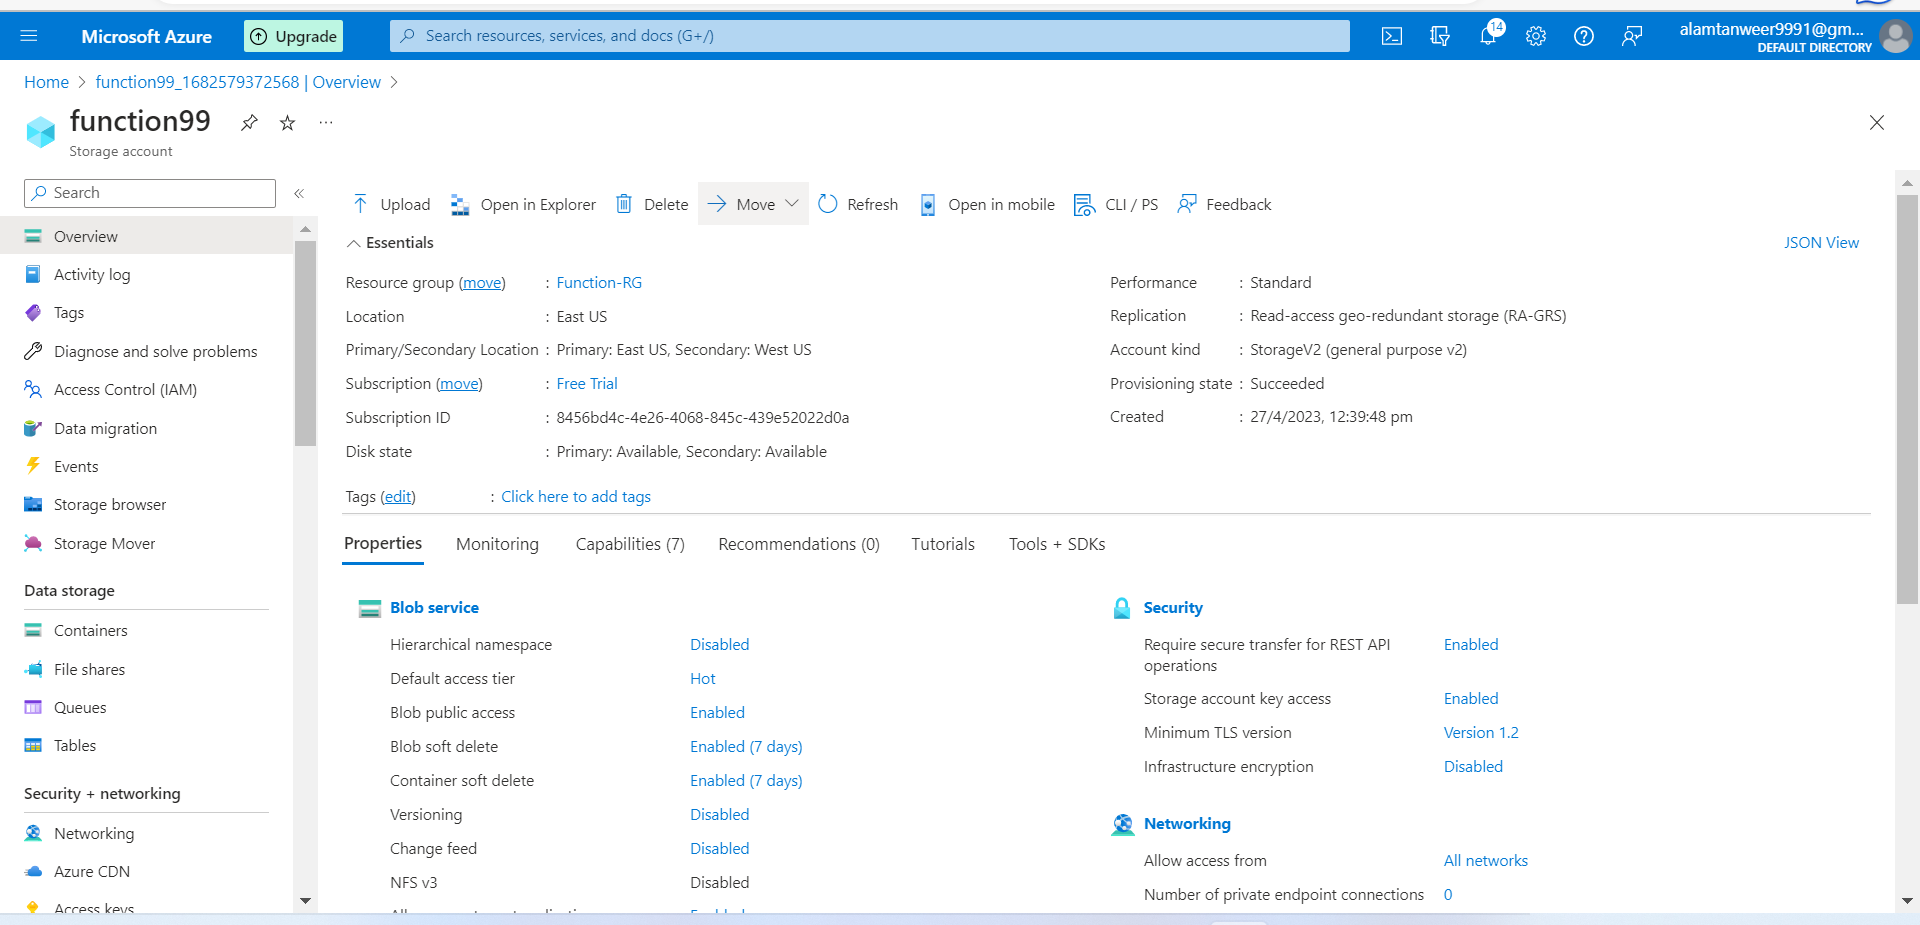 Microsoft Azure
Upgrade
Search resources, services, and docs (G+/)
14
alamtanweer9991@gm...
DEFAULT DIRECTORY
Home > function99_1682579372568 | Overview >
function99
Storage account
Search
Overview
Activity log
Tags
Diagnose and solve problems
Access Control (IAM)
Data migration
Events
Storage browser
Storage Mover
Data storage
Containers
File shares
Queues
Tables
Security + networking
Networking
Azure CDN
Access keys
Upload Open in Explorer Delete Move Refresh Open in mobile CLI / PS Feedback
Essentials
JSON View
Resource group (move) : Function-RG
Location : East US
Primary/Secondary Location : Primary: East US, Secondary: West US
Subscription (move) : Free Trial
Subscription ID : 8456bd4c-4e26-4068-845c-439e52022d0a
Disk state : Primary: Available, Secondary: Available
Performance : Standard
Replication : Read-access geo-redundant storage (RA-GRS)
Account kind : StorageV2 (general purpose v2)
Provisioning state : Succeeded
Created : 27/4/2023, 12:39:48 pm
Tags (edit) : Click here to add tags
Properties Monitoring Capabilities (7) Recommendations (0) Tutorials Tools + SDKs
Blob service
Hierarchical namespace Disabled
Default access tier Hot
Blob public access Enabled
Blob soft delete Enabled (7 days)
Container soft delete Enabled (7 days)
Versioning Disabled
Change feed Disabled
NFS v3 Disabled
Security
Require secure transfer for REST API
operations Enabled
Storage account key access Enabled
Minimum TLS version Version 1.2
Infrastructure encryption Disabled
Networking
Allow access from All networks
Number of private endpoint connections 0